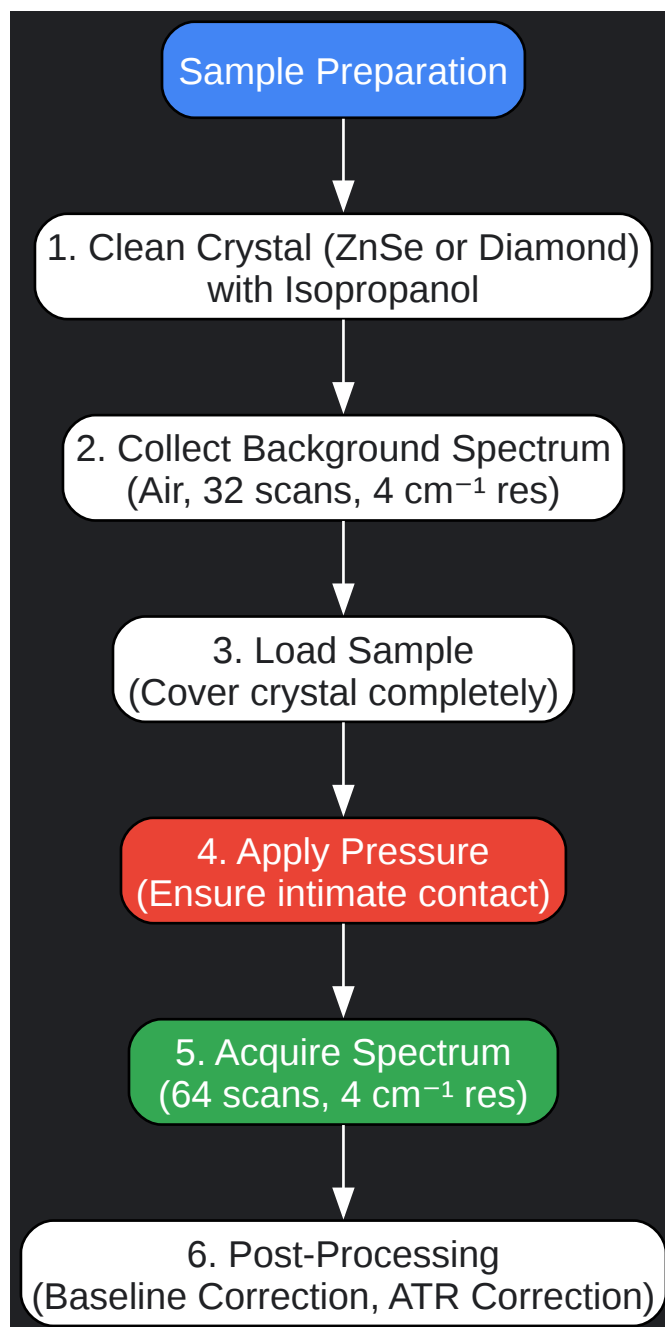 Sample Preparation
1. Clean Crystal (ZnSe or Diamond)
with Isopropanol
2. Collect Background Spectrum
(Air, 32 scans, 4 cm⁻¹ res)
3. Load Sample
(Cover crystal completely)
4. Apply Pressure
(Ensure intimate contact)
5. Acquire Spectrum
(64 scans, 4 cm⁻¹ res)
6. Post-Processing
(Baseline Correction, ATR Correction)